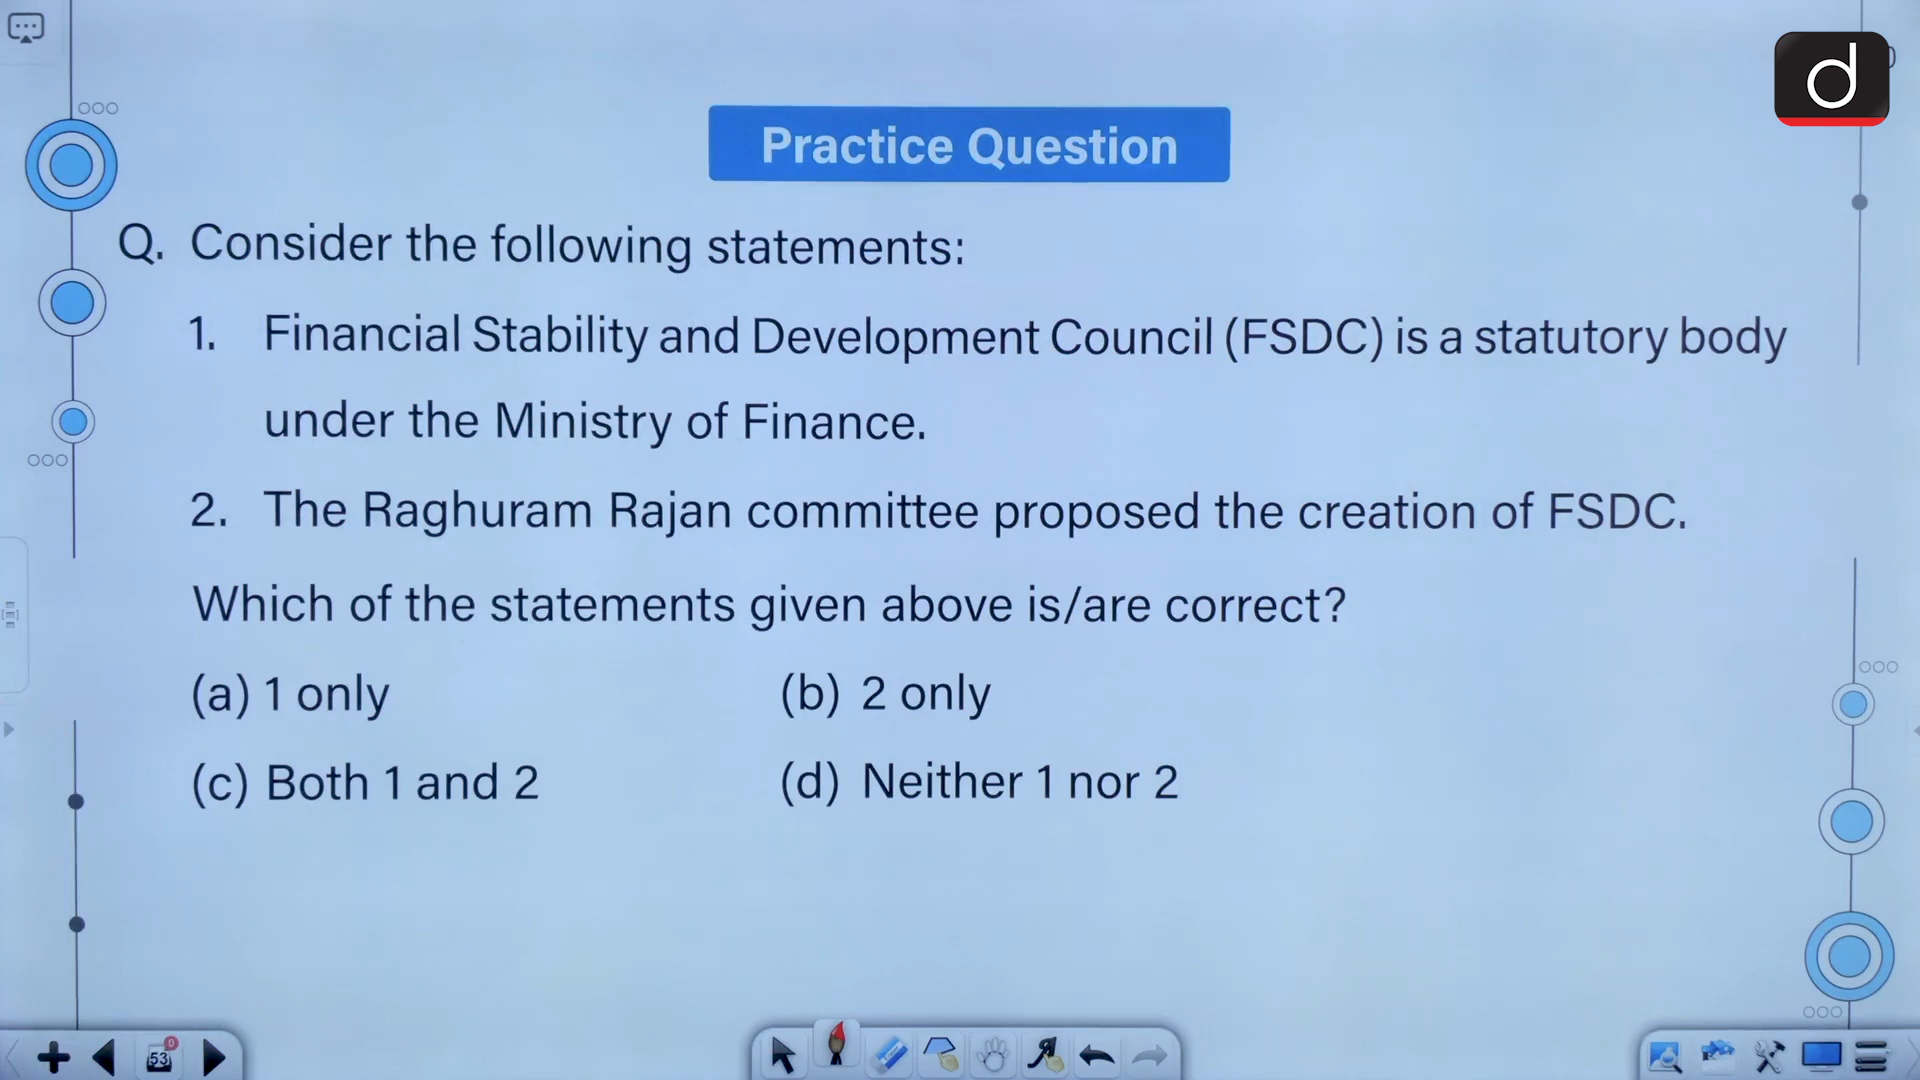 d
Practice Question
Q. Consider the following statements:
1. Financial Stability and Development Council (FSDC) is a statutory body
under the Ministry of Finance.
2. The Raghuram Rajan committee proposed the creation of FSDC.
Which of the statements given above is/are correct?
(a) 1 only (b) 2 only
(c) Both 1 and 2 (d) Neither 1 nor 2
53 0